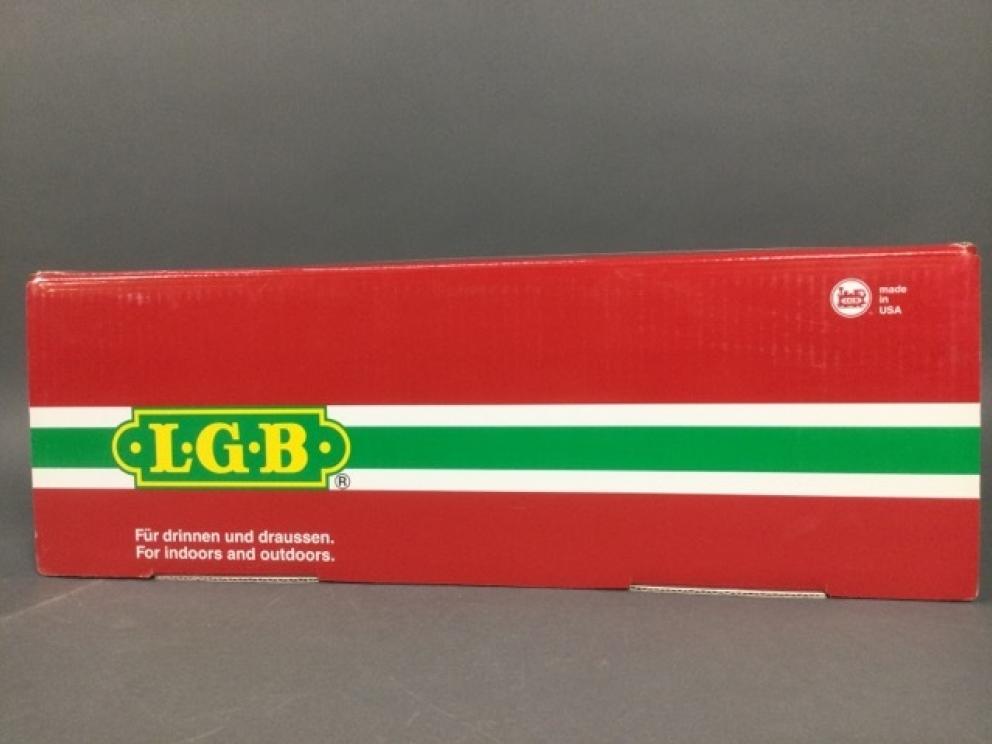 made
in
USA
L·G·B
®
Für drinnen und draussen.
For indoors and outdoors.